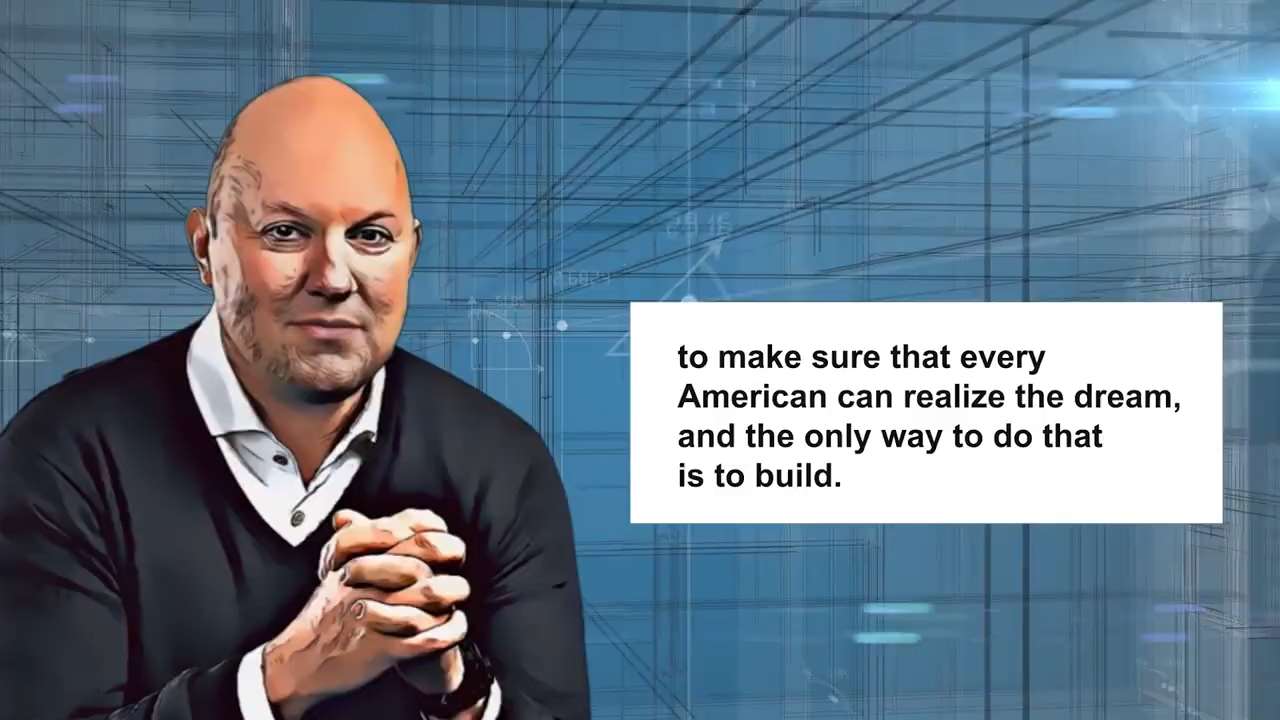 to make sure that every
American can realize the dream,
and the only way to do that
is to build.